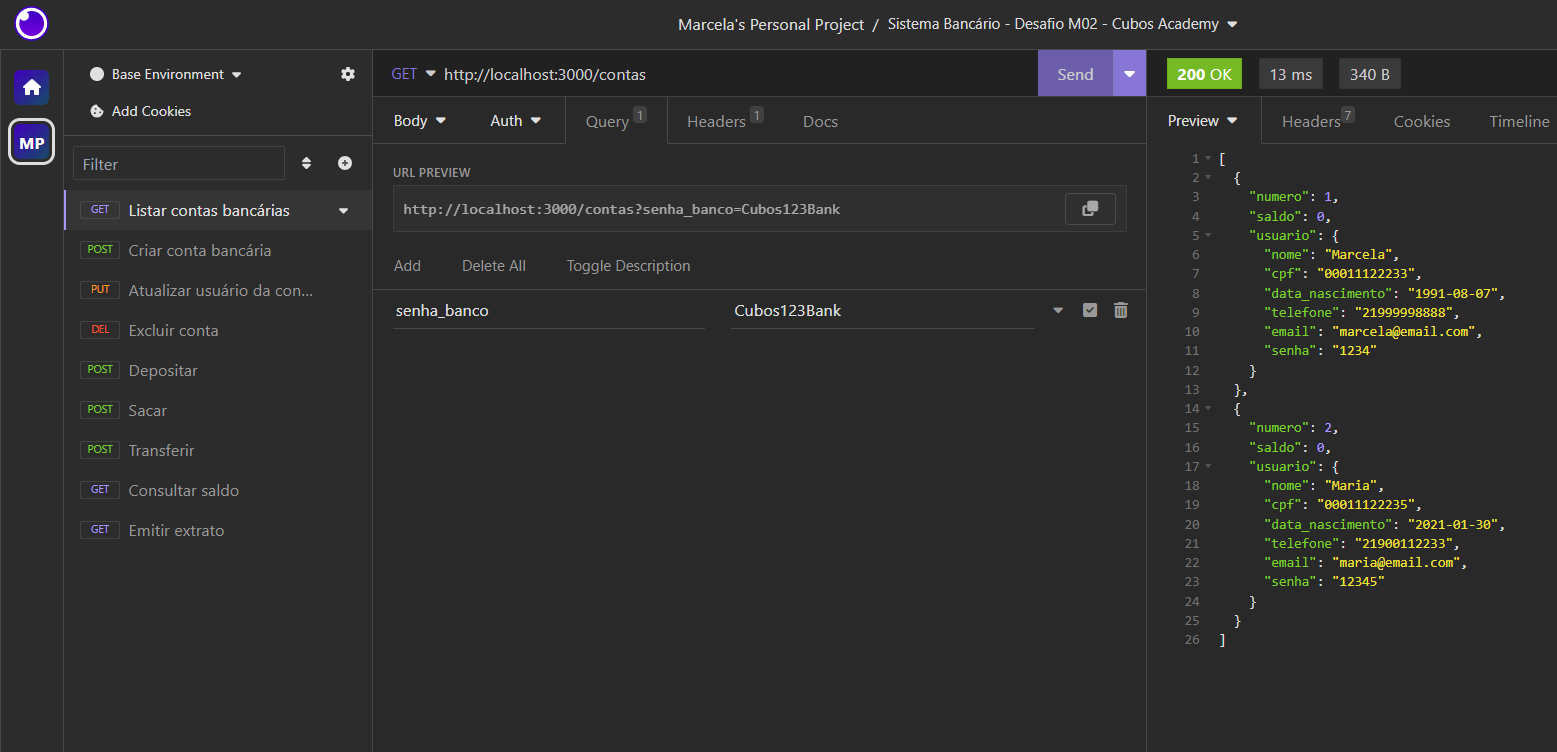 Marcela's Personal Project / Sistema Bancário - Desafio M02 - Cubos Academy
MP
Base Environment
Add Cookies
Filter
GET Listar contas bancárias
POST Criar conta bancária
PUT Atualizar usuário da con...
DEL Excluir conta
POST Depositar
POST Sacar
POST Transferir
GET Consultar saldo
GET Emitir extrato
GET http://localhost:3000/contas Send
Body Auth Query 1 Headers 1 Docs
URL PREVIEW
http://localhost:3000/contas?senha_banco=Cubos123Bank
Add Delete All Toggle Description
senha_banco Cubos123Bank
200 OK 13 ms 340 B
Preview Headers 7 Cookies Timeline
1 [
2 {
3 "numero": 1,
4 "saldo": 0,
5 "usuario": {
6 "nome": "Marcela",
7 "cpf": "00011122233",
8 "data_nascimento": "1991-08-07",
9 "telefone": "21999998888",
10 "email": "marcela@email.com",
11 "senha": "1234"
12 }
13 },
14 {
15 "numero": 2,
16 "saldo": 0,
17 "usuario": {
18 "nome": "Maria",
19 "cpf": "00011122235",
20 "data_nascimento": "2021-01-30",
21 "telefone": "21900112233",
22 "email": "maria@email.com",
23 "senha": "12345"
24 }
25 }
26 ]